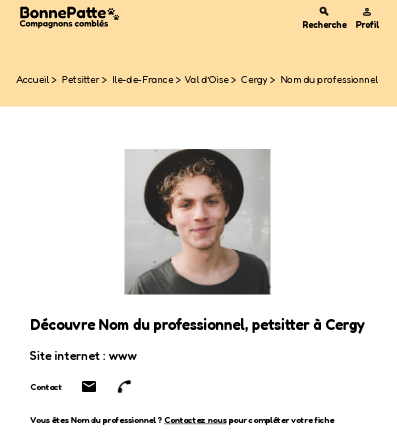 BonnePatte
Compagnons comblés
Recherche Profil
Accueil > Petsitter > Ile-de-France > Val d'Oise > Cergy > Nom du professionnel
Découvre Nom du professionnel, petsitter à Cergy
Site internet : www
Contact
Vous êtes Nom du professionnel ? Contactez nous pour compléter votre fiche